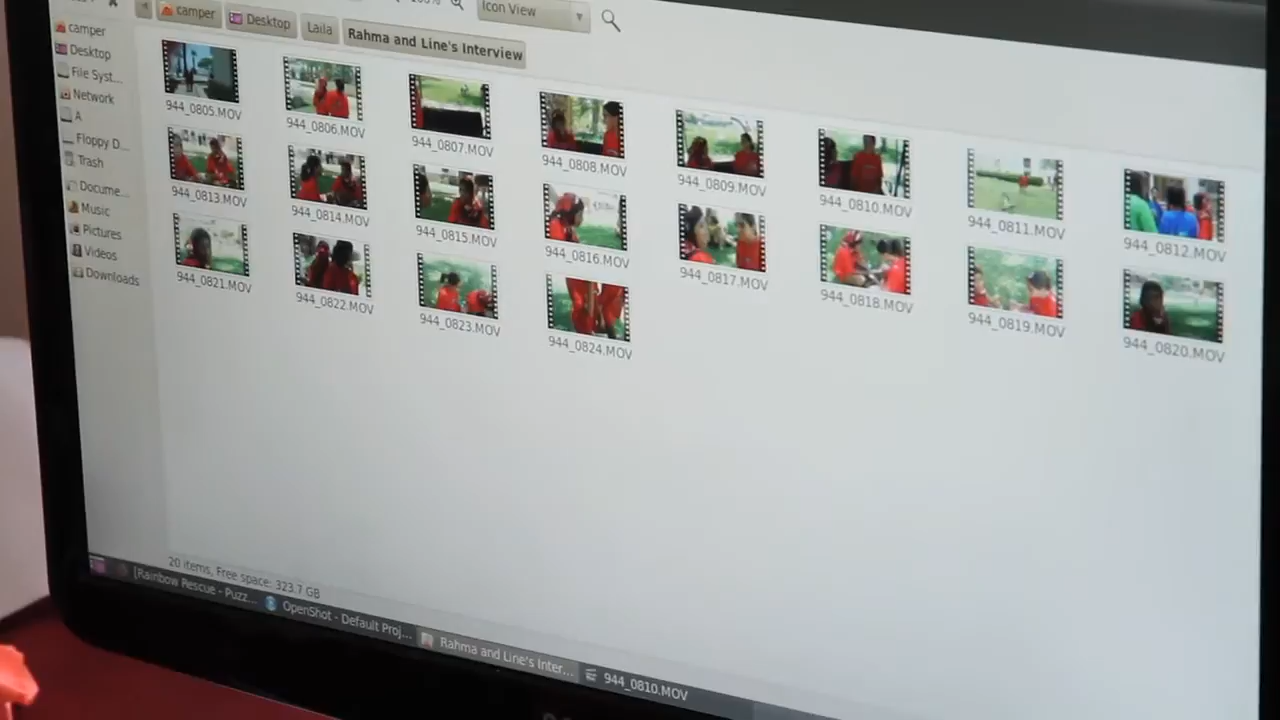 Icon View
camper
Desktop
Laila
Rahma and Line's Interview
camper
Desktop
File Syst...
Network
A
Floppy D...
Trash
Docume...
Music
Pictures
Videos
Downloads
944_0805.MOV
944_0806.MOV
944_0807.MOV
944_0808.MOV
944_0809.MOV
944_0810.MOV
944_0811.MOV
944_0812.MOV
944_0813.MOV
944_0814.MOV
944_0815.MOV
944_0816.MOV
944_0817.MOV
944_0818.MOV
944_0819.MOV
944_0820.MOV
944_0821.MOV
944_0822.MOV
944_0823.MOV
944_0824.MOV
20 items, Free space: 323.7 GB
[Rainbow Rescue - Puzz...
OpenShot - Default Proj...
Rahma and Line's Inter...
944_0810.MOV